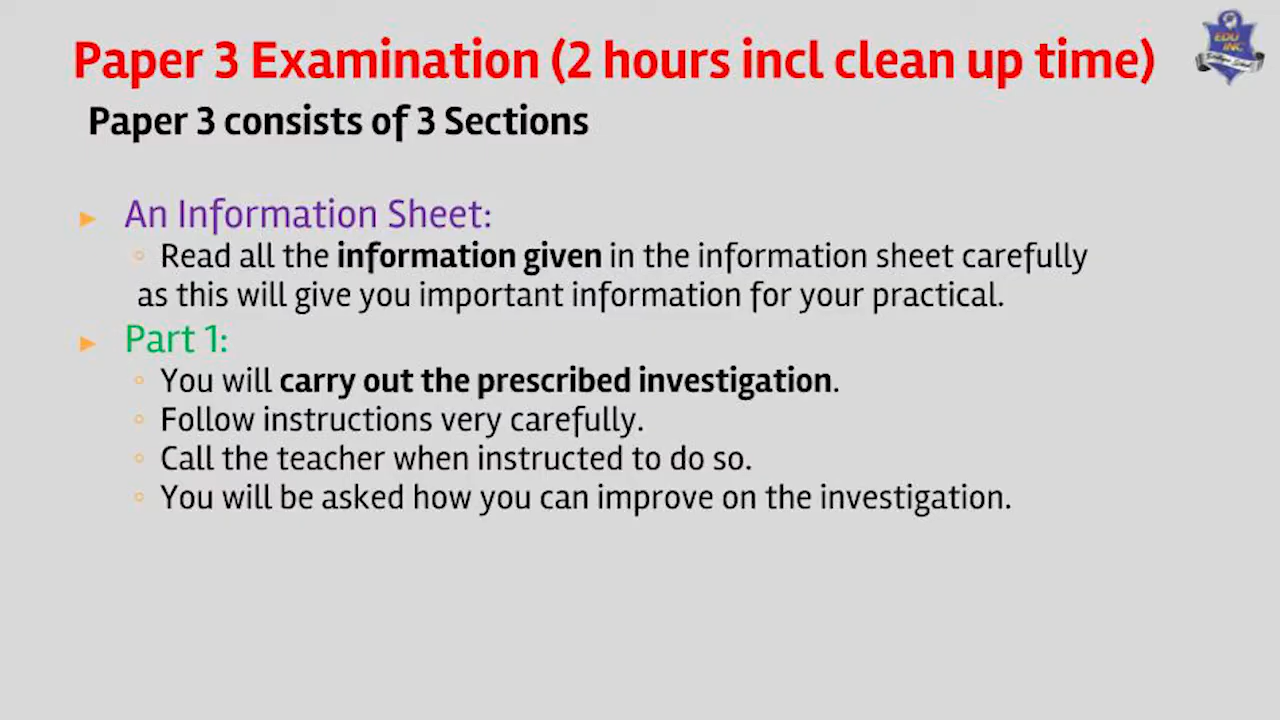 Paper 3 Examination (2 hours incl clean up time)
EDU
INC
Paper 3 consists of 3 Sections
An Information Sheet:
Read all the information given in the information sheet carefully
as this will give you important information for your practical.
Part 1:
You will carry out the prescribed investigation.
Follow instructions very carefully.
Call the teacher when instructed to do so.
You will be asked how you can improve on the investigation.